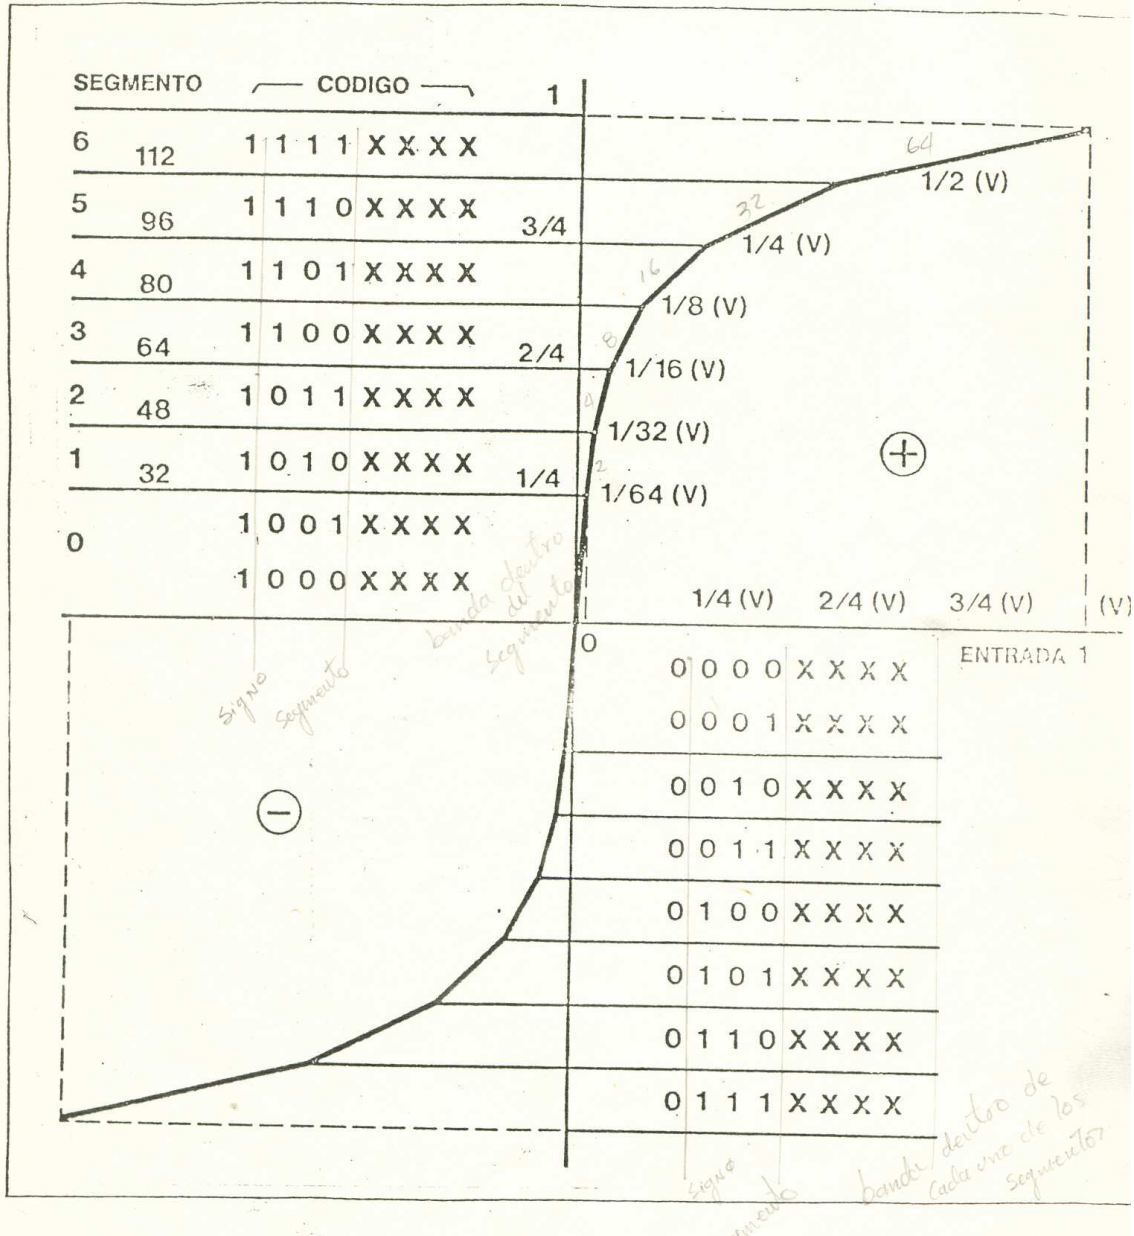 SEGMENTO CODIGO 1
6 112 1 1 1 1 X X X X
64
1/2 (V)
5 96 1 1 1 0 X X X X 3/4
32
1/4 (V)
4 80 1 1 0 1 X X X X
16
1/8 (V)
3 64 1 1 0 0 X X X X 2/4
8
1/16 (V)
2 48 1 0 1 1 X X X X
4
1/32 (V)
+
1 32 1 0 1 0 X X X X 1/4
2
1/64 (V)
0
1 0 0 1 X X X X
1 0 0 0 X X X X
banda dentro
de
segmento
1/4 (V) 2/4 (V) 3/4 (V) (V)
0
ENTRADA 1
signo
segmento
0 0 0 0 X X X X
0 0 0 1 X X X X
0 0 1 0 X X X X
−
0 0 1 1 X X X X
0 1 0 0 X X X X
0 1 0 1 X X X X
0 1 1 0 X X X X
0 1 1 1 X X X X
signo
banda dentro de
cada uno de los
segmentos